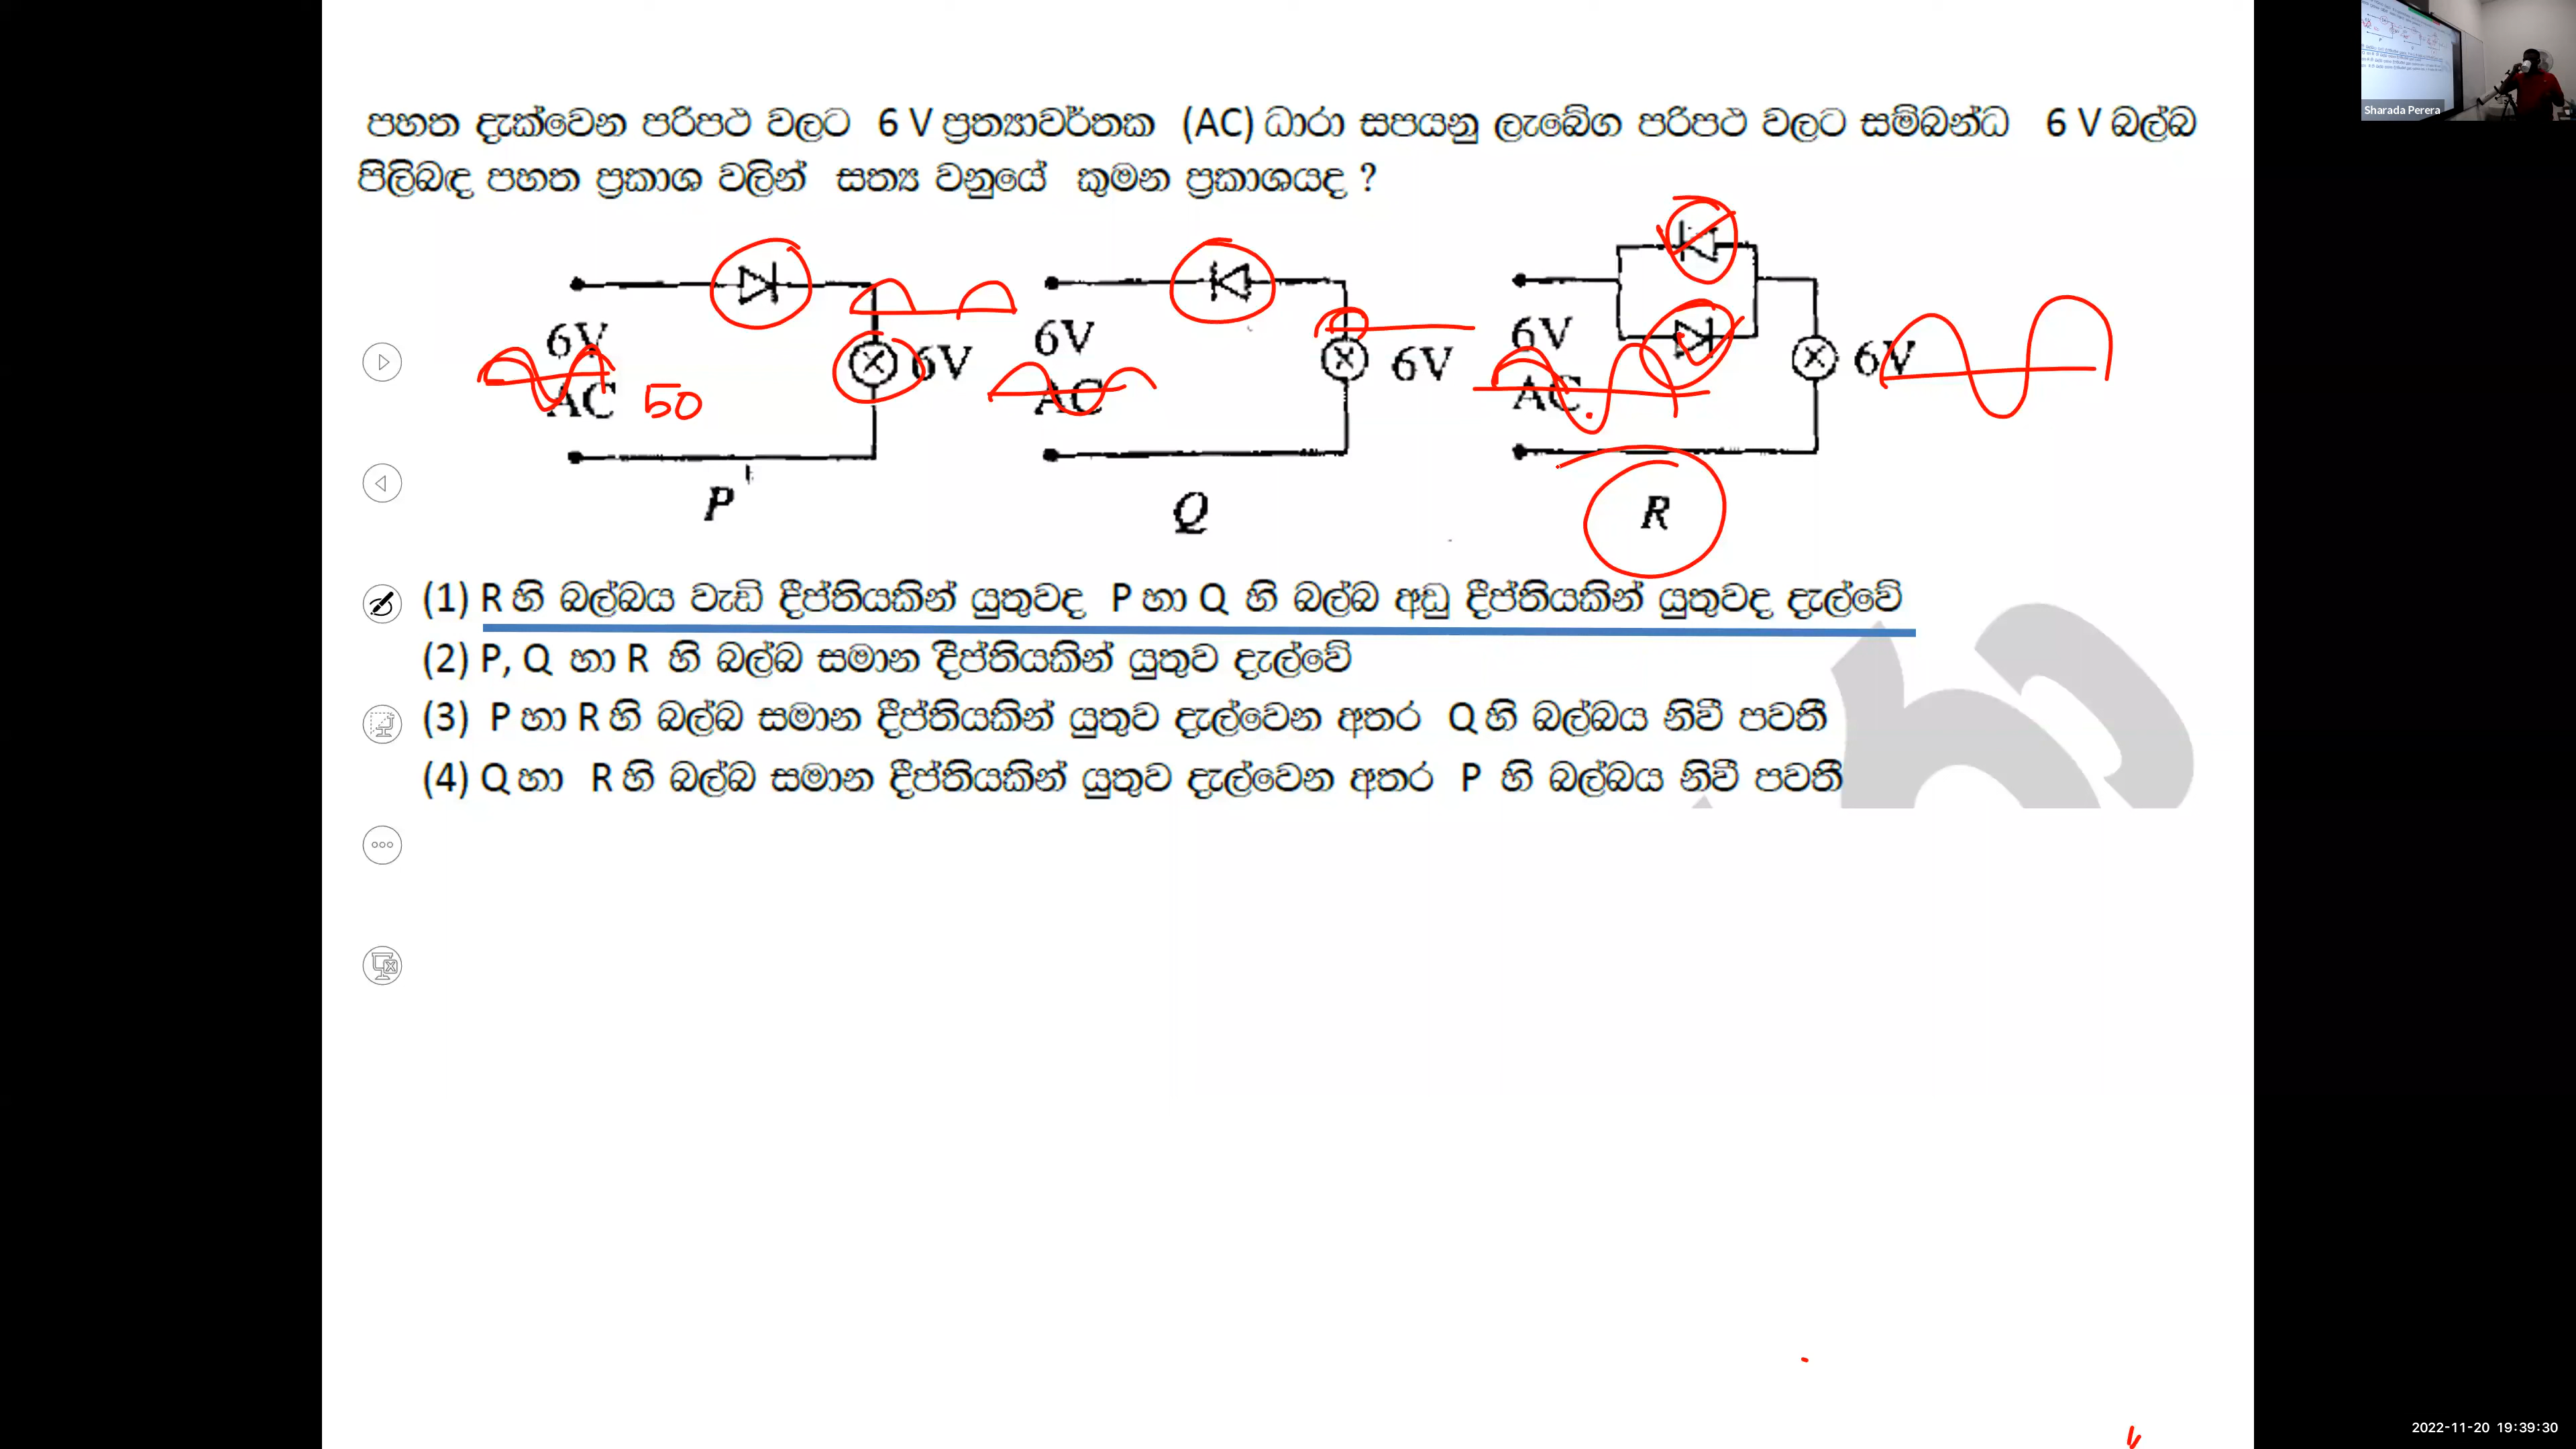 පහත දැක්වෙන පරිපථ වලට 6 V ප්‍රත්‍යාවර්තක (AC) ධාරා සපයනු ලැබේග පරිපථ වලට සම්බන්ධ 6 V බල්බ
පිලිබඳ පහත ප්‍රකාශ වලින් සත්‍ය වනුයේ කුමන ප්‍රකාශයද ?
6V
AC 50
6V
P
6V
AC
6V
Q
6V
AC
6V
R
(1) R හි බල්බය වැඩි දීප්තියකින් යුතුවද P හා Q හි බල්බ අඩු දීප්තියකින් යුතුවද දැල්වේ
(2) P, Q හා R හි බල්බ සමාන දීප්තියකින් යුතුව දැල්වේ
(3) P හා R හි බල්බ සමාන දීප්තියකින් යුතුව දැල්වෙන අතර Q හි බල්බය නිවී පවතී
(4) Q හා R හි බල්බ සමාන දීප්තියකින් යුතුව දැල්වෙන අතර P හි බල්බය නිවී පවතී
Sharada Perera
2022-11-20 19:39:30